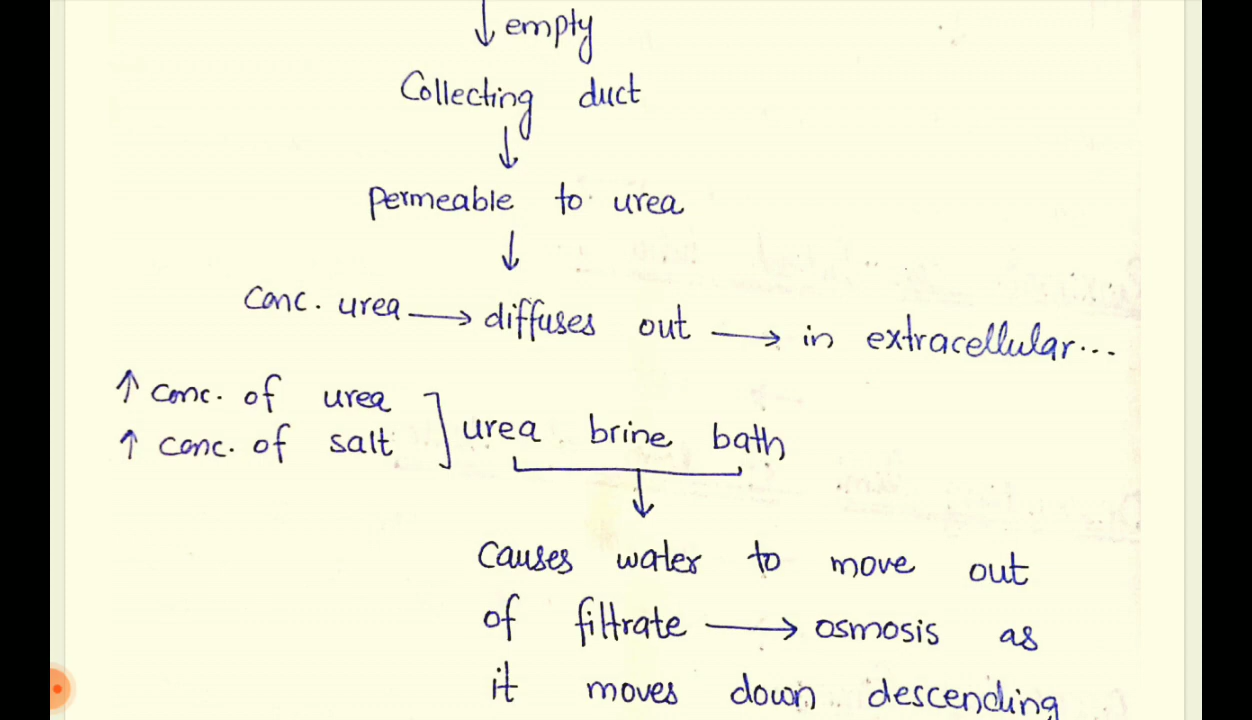 ↓ empty
Collecting duct
↓
Permeable to urea
↓
Conc. urea → diffuses out → in extracellular...
↑ conc. of urea
↑ conc. of salt ] urea brine bath
↓
Causes water to move out
of filtrate → osmosis as
it moves down descending